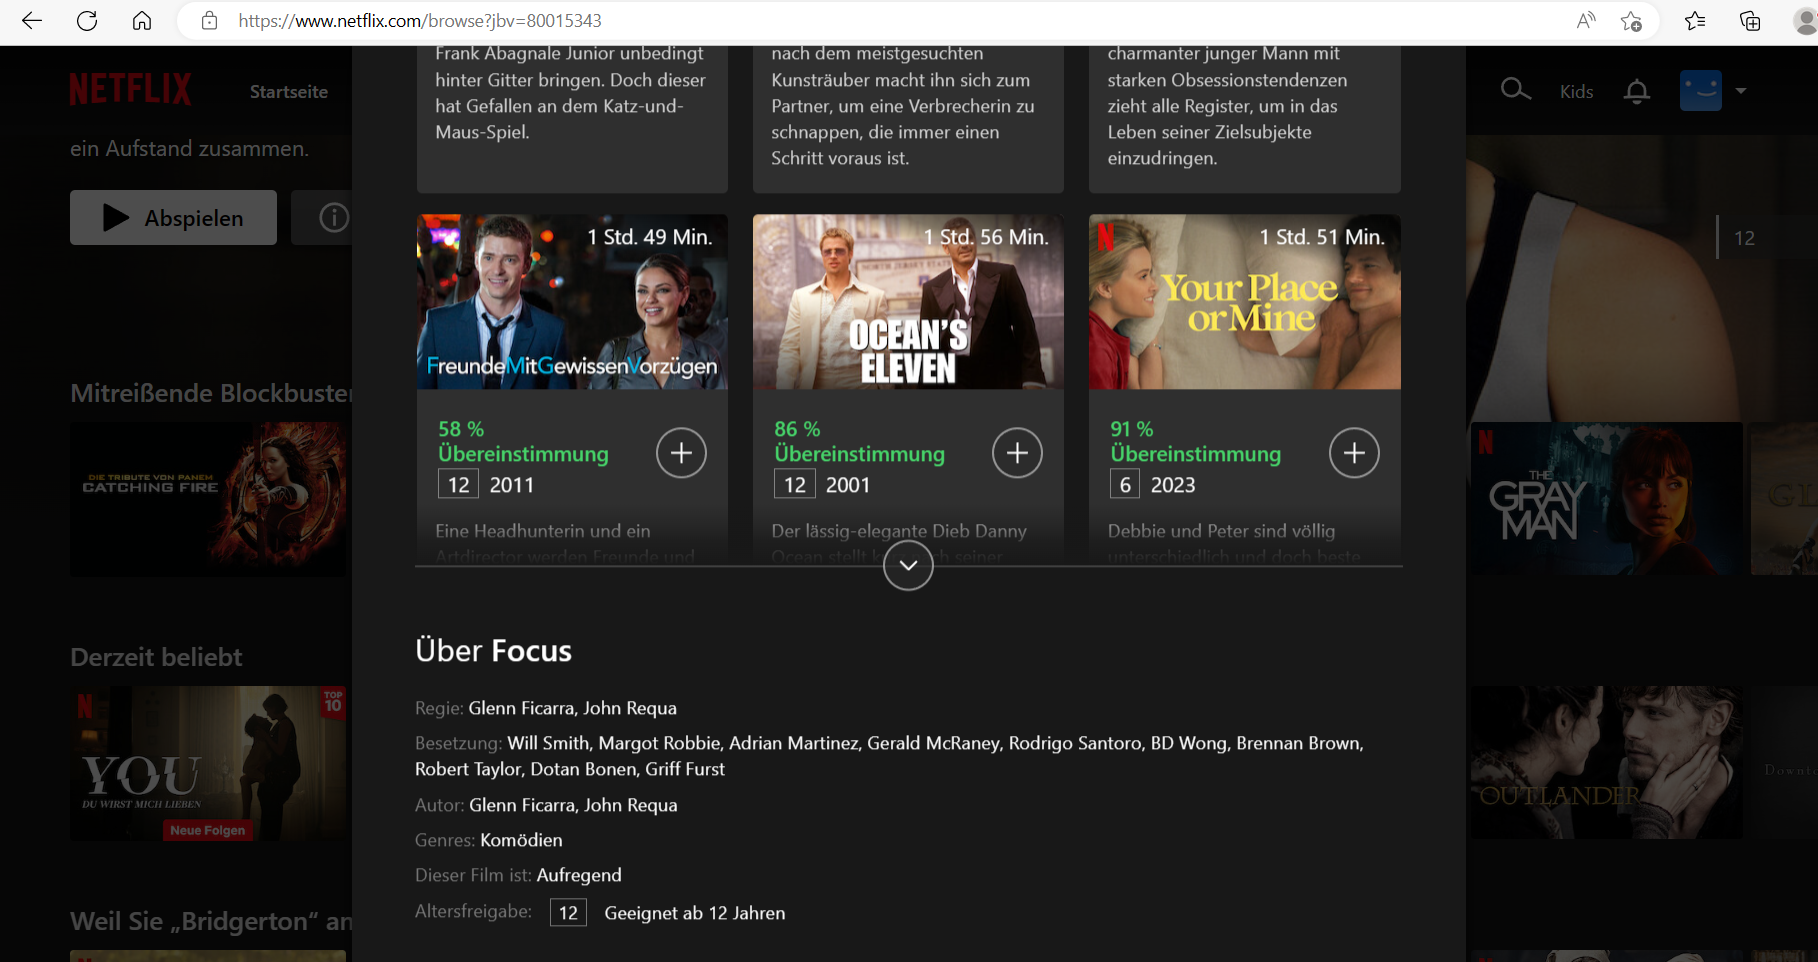 https://www.netflix.com/browse?jbv=80015343
NETFLIX
Startseite
Kids
ein Aufstand zusammen.
Abspielen
12
Frank Abagnale Junior unbedingt
hinter Gitter bringen. Doch dieser
hat Gefallen an dem Katz-und-
Maus-Spiel.
nach dem meistgesuchten
Kunsträuber macht ihn sich zum
Partner, um eine Verbrecherin zu
schnappen, die immer einen
Schritt voraus ist.
charmanter junger Mann mit
starken Obsessionstendenzen
zieht alle Register, um in das
Leben seiner Zielsubjekte
einzudringen.
1 Std. 49 Min.
FreundeMitGewissenVorzügen
58 %
Übereinstimmung
12 2011
Eine Headhunterin und ein
Artdirector werden Freunde und
1 Std. 56 Min.
OCEAN'S
ELEVEN
86 %
Übereinstimmung
12 2001
Der lässig-elegante Dieb Danny
Ocean stellt kurz nach seiner
N
1 Std. 51 Min.
Your Place
or Mine
91 %
Übereinstimmung
6 2023
Debbie und Peter sind völlig
unterschiedlich und doch beste
Mitreißende Blockbuster
DIE TRIBUTE VON PANEM
CATCHING FIRE
N
THE
GRAY
MAN
Derzeit beliebt
N
TOP
10
YOU
DU WIRST MICH LIEBEN
Neue Folgen
N
OUTLANDER
Weil Sie „Bridgerton“ an
Über Focus
Regie: Glenn Ficarra, John Requa
Besetzung: Will Smith, Margot Robbie, Adrian Martinez, Gerald McRaney, Rodrigo Santoro, BD Wong, Brennan Brown,
Robert Taylor, Dotan Bonen, Griff Furst
Autor: Glenn Ficarra, John Requa
Genres: Komödien
Dieser Film ist: Aufregend
Altersfreigabe: 12 Geeignet ab 12 Jahren